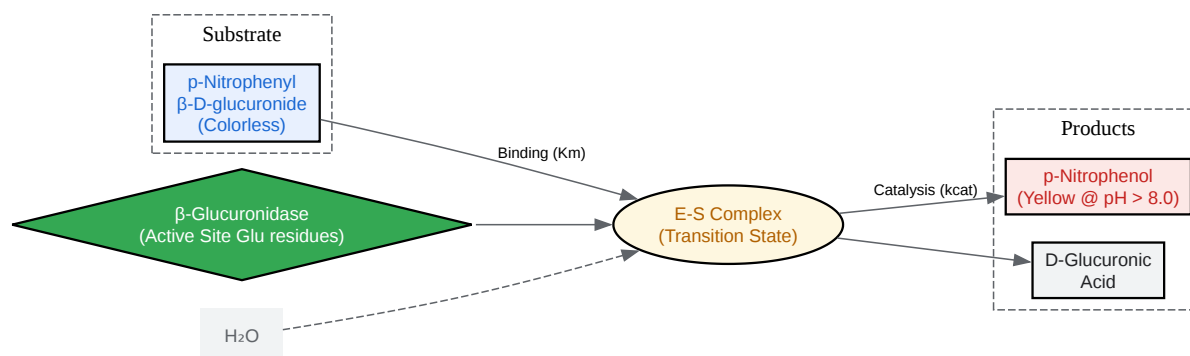 Substrate
p-Nitrophenyl
β-D-glucuronide
(Colorless)
Binding (Km)
β-Glucuronidase
(Active Site Glu residues)
H₂O
E-S Complex
(Transition State)
Catalysis (kcat)
Products
p-Nitrophenol
(Yellow @ pH > 8.0)
D-Glucuronic
Acid